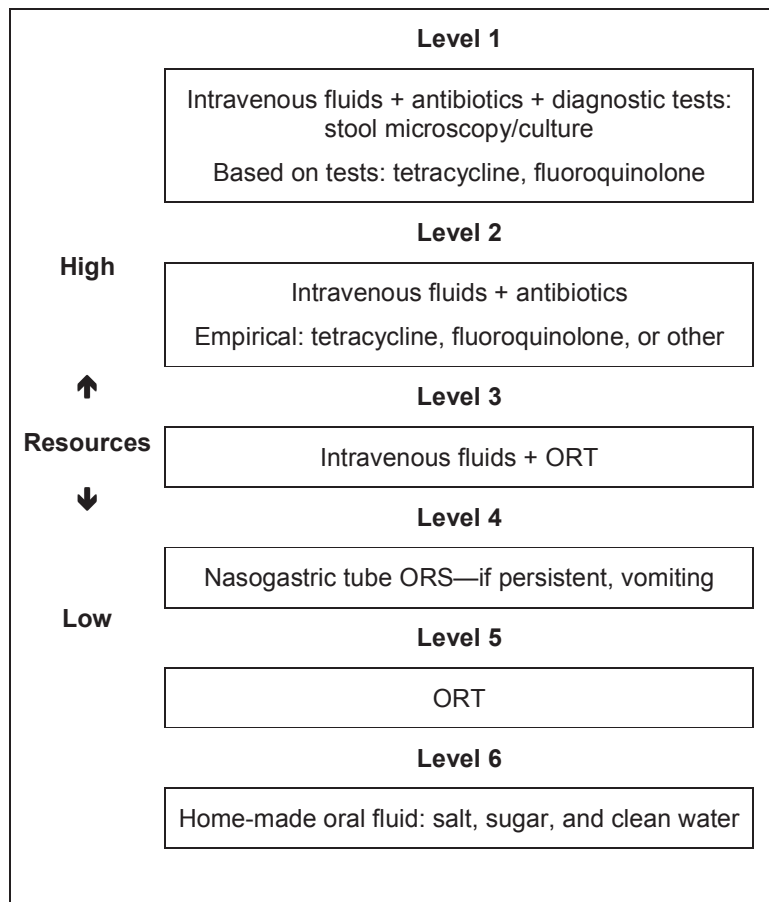 Level 1
Intravenous fluids + antibiotics + diagnostic tests:
stool microscopy/culture
Based on tests: tetracycline, fluoroquinolone
Level 2
High
Intravenous fluids + antibiotics
Empirical: tetracycline, fluoroquinolone, or other
Level 3
Resources
Intravenous fluids + ORT
Level 4
Nasogastric tube ORS—if persistent, vomiting
Low
Level 5
ORT
Level 6
Home-made oral fluid: salt, sugar, and clean water